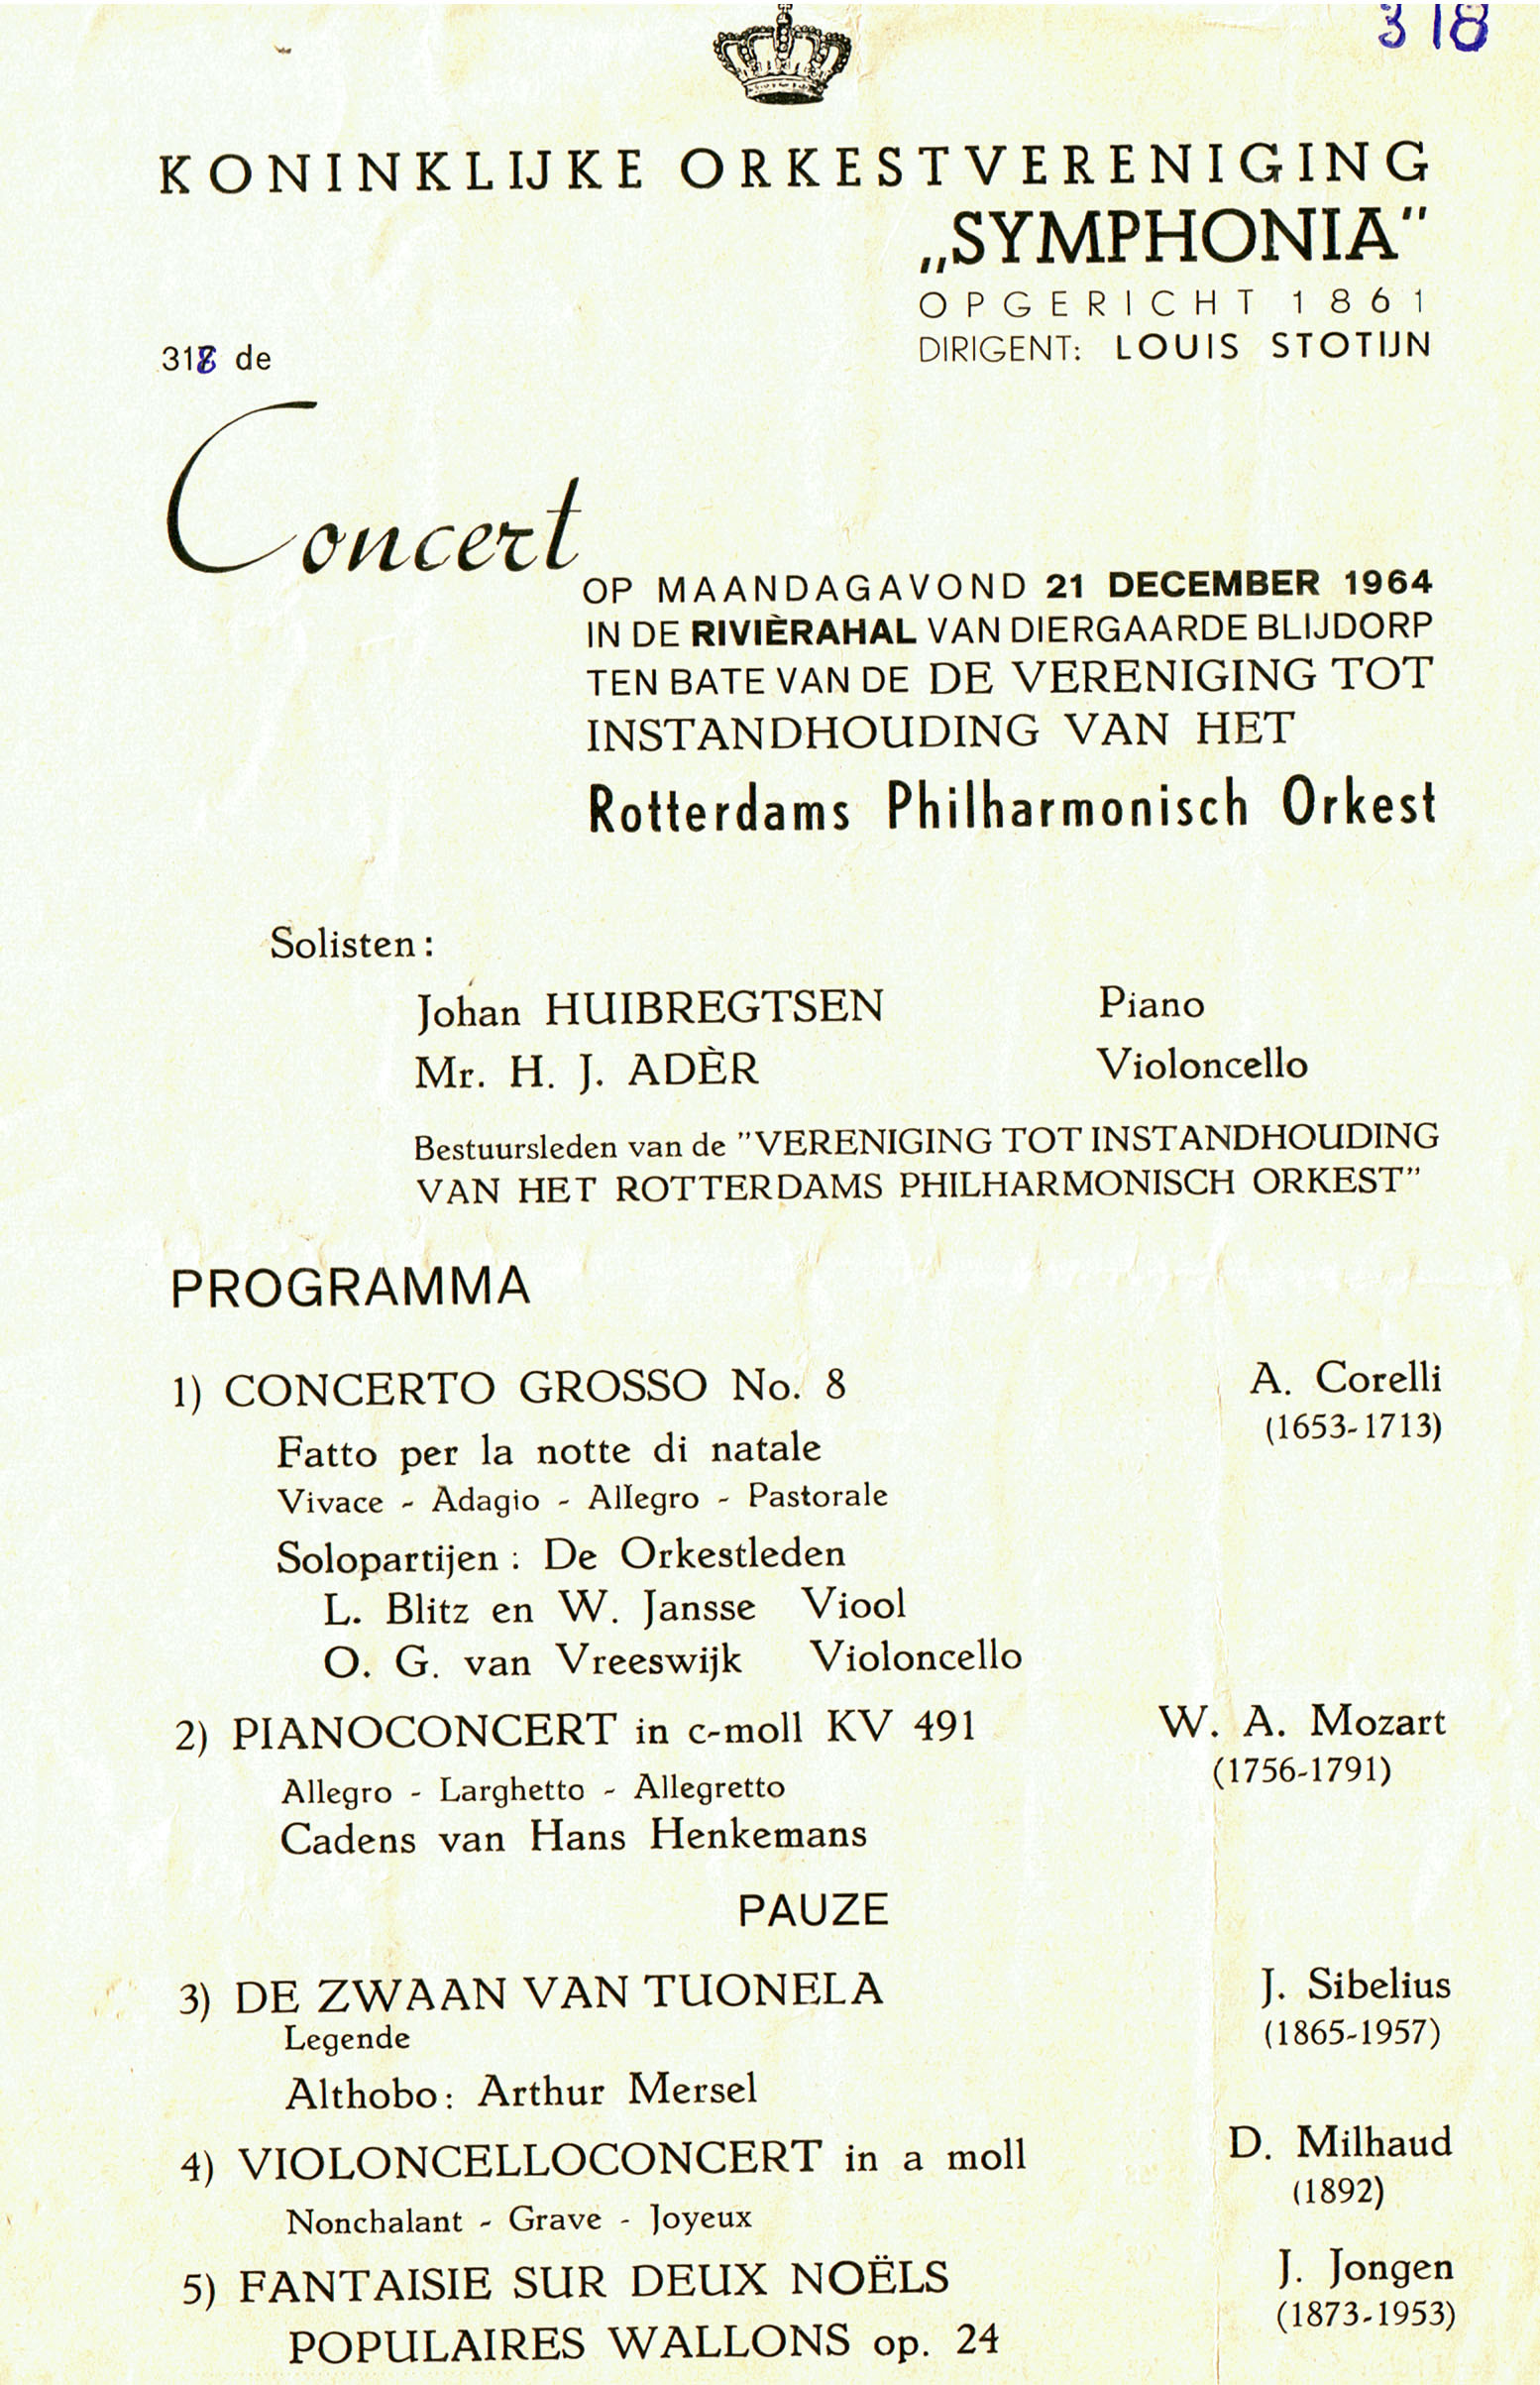 318
KONINKLIJKE ORKESTVERENIGING
„SYMPHONIA”
OPGERICHT 1861
DIRIGENT: LOUIS STOTIJN
318 de
Concert
OP MAANDAGAVOND 21 DECEMBER 1964
IN DE RIVIÈRAHAL VAN DIERGAARDE BLIJDORP
TEN BATE VAN DE DE VERENIGING TOT
INSTANDHOUDING VAN HET
Rotterdams Philharmonisch Orkest
Solisten:
Johan HUIBREGTSEN Piano
Mr. H. J. ADÈR Violoncello
Bestuursleden van de "VERENIGING TOT INSTANDHOUDING
VAN HET ROTTERDAMS PHILHARMONISCH ORKEST"
PROGRAMMA
1) CONCERTO GROSSO No. 8 A. Corelli
(1653-1713)
Fatto per la notte di natale
Vivace - Adagio - Allegro - Pastorale
Solopartijen: De Orkestleden
L. Blitz en W. Jansse Viool
O. G. van Vreeswijk Violoncello
2) PIANOCONCERT in c-moll KV 491 W. A. Mozart
(1756-1791)
Allegro - Larghetto - Allegretto
Cadens van Hans Henkemans
PAUZE
3) DE ZWAAN VAN TUONELA J. Sibelius
Legende (1865-1957)
Althobo: Arthur Mersel
4) VIOLONCELLOCONCERT in a moll D. Milhaud
(1892)
Nonchalant - Grave - Joyeux
5) FANTAISIE SUR DEUX NOËLS J. Jongen
(1873-1953)
POPULAIRES WALLONS op. 24